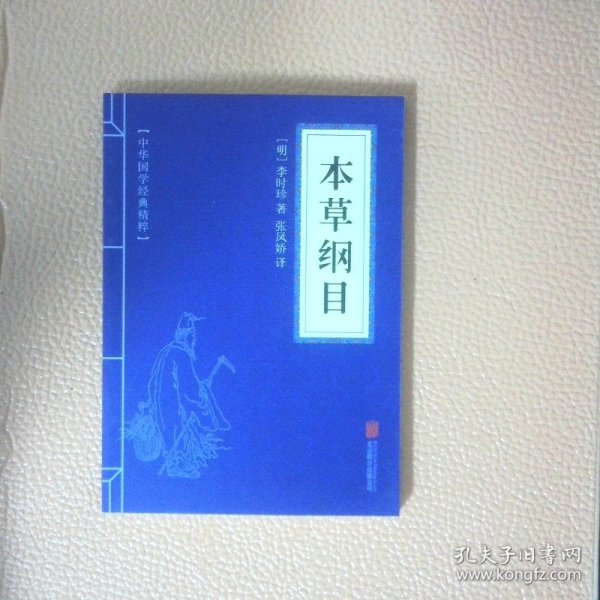 本草纲目
［明］李时珍 著 张凤娇 译
【中华国学经典精粹】
孔夫子旧书网
www.kongfz.com